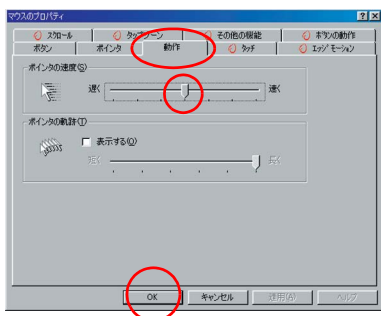 マウスのプロパティ
スクロール タップゾーン その他の機能 ボタンの動作
ボタン ポインタ 動作 タッチ エッジモーション
ポインタの速度(S)
遅く 速く
ポインタの軌跡(T)
表示する(O)
短く 長く
OK キャンセル 適用(A) ヘルプ